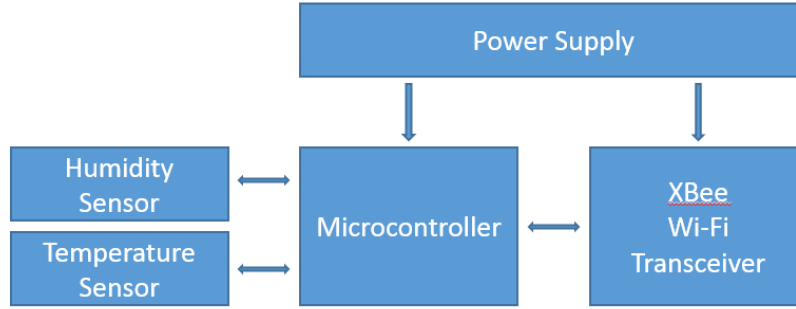 Power Supply
Humidity
Sensor
Temperature
Sensor
Microcontroller
XBee
Wi-Fi
Transceiver